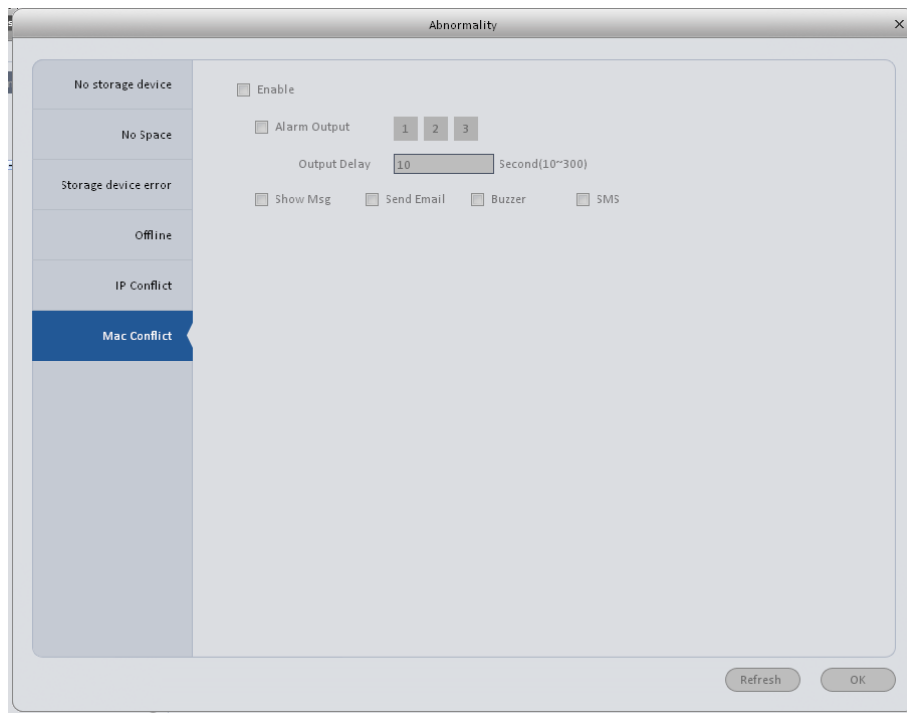 Abnormality
No storage device
No Space
Storage device error
Offline
IP Conflict
Mac Conflict
Enable
Alarm Output 1 2 3
Output Delay 10 Second(10~300)
Show Msg Send Email Buzzer SMS
Refresh OK